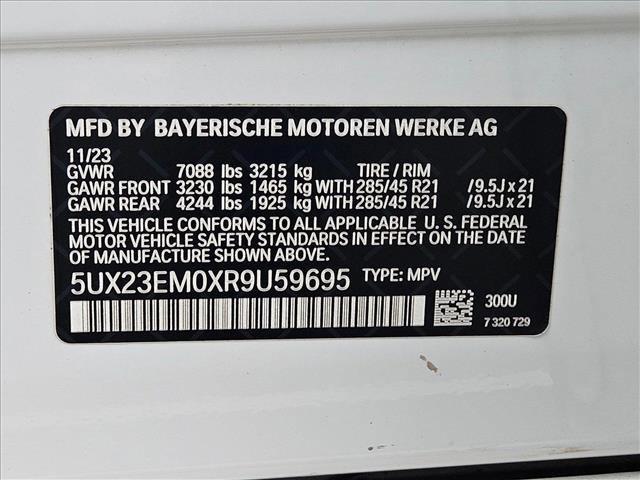 MFD BY BAYERISCHE MOTOREN WERKE AG
11/23
GVWR 7088 lbs 3215 kg TIRE / RIM
GAWR FRONT 3230 lbs 1465 kg WITH 285/45 R21 /9.5J x 21
GAWR REAR 4244 lbs 1925 kg WITH 285/45 R21 /9.5J x 21
THIS VEHICLE CONFORMS TO ALL APPLICABLE U. S. FEDERAL
MOTOR VEHICLE SAFETY STANDARDS IN EFFECT ON THE DATE
OF MANUFACTURE SHOWN ABOVE.
5UX23EM0XR9U59695 TYPE: MPV
300U
7 320 729